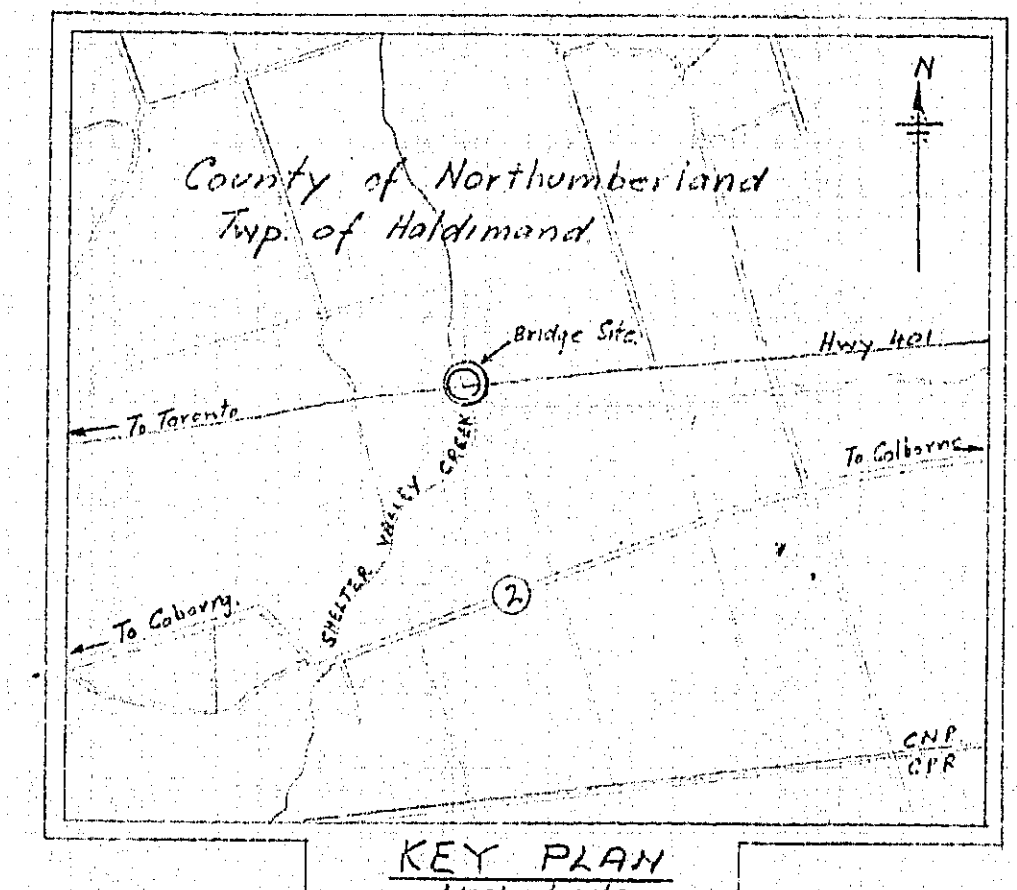 N
County of Northumberland
Twp. of Haldimand
Bridge Site.
Hwy 401
To Toronto
To Colborne
SHELTER VALLEY CREEK
2
To Cobourg.
CNR
CPR
KEY PLAN